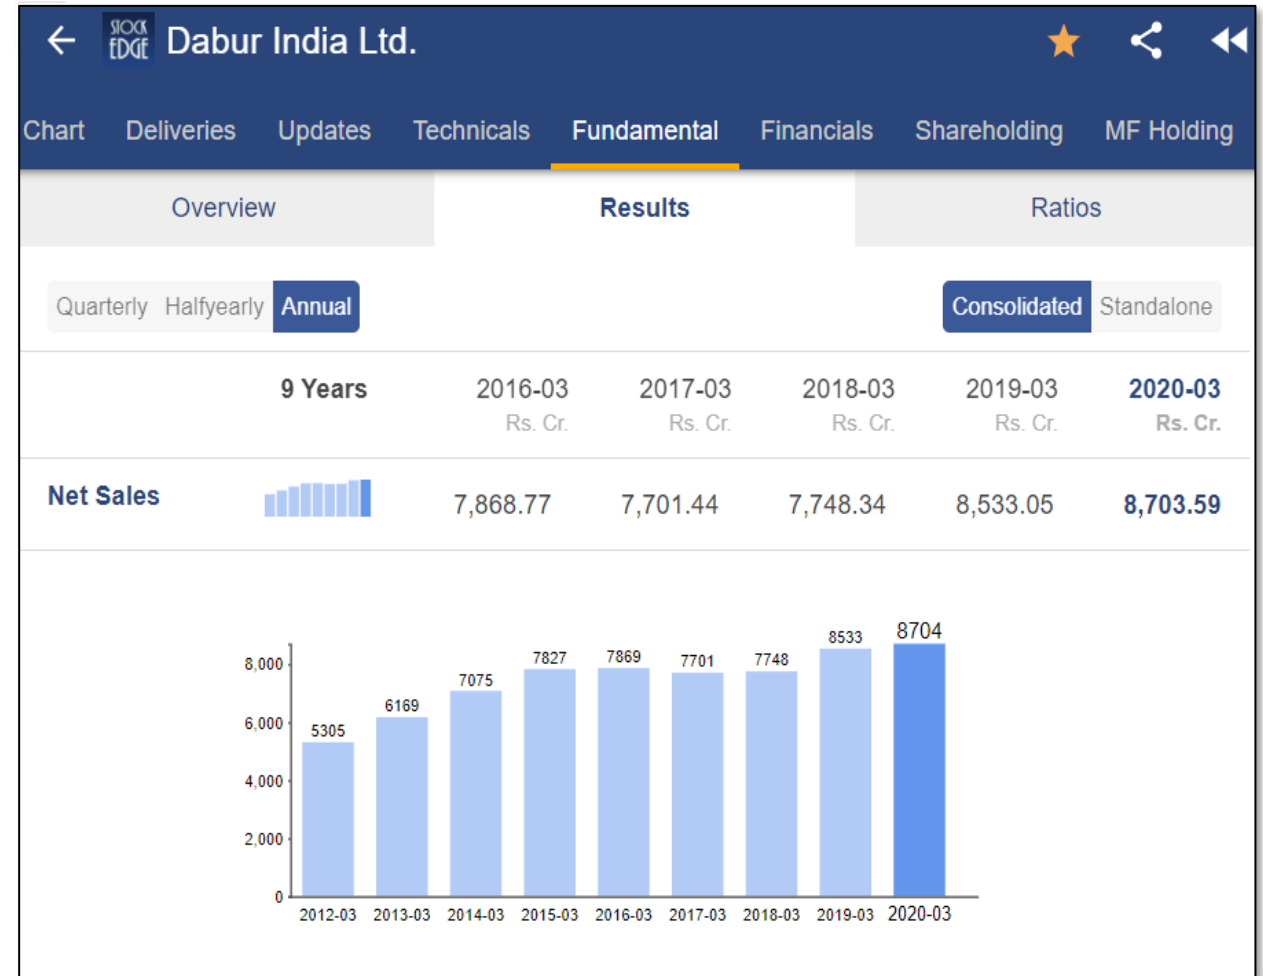 STOCK EDGE Dabur India Ltd.
Chart Deliveries Updates Technicals Fundamental Financials Shareholding MF Holding
Overview Results Ratios
Quarterly Halfyearly Annual Consolidated Standalone
9 Years 2016-03 2017-03 2018-03 2019-03 2020-03
Rs. Cr. Rs. Cr. Rs. Cr. Rs. Cr. Rs. Cr.
Net Sales 7,868.77 7,701.44 7,748.34 8,533.05 8,703.59
5305 6169 7075 7827 7869 7701 7748 8533 8704
8,000
6,000
4,000
2,000
0
2012-03 2013-03 2014-03 2015-03 2016-03 2017-03 2018-03 2019-03 2020-03